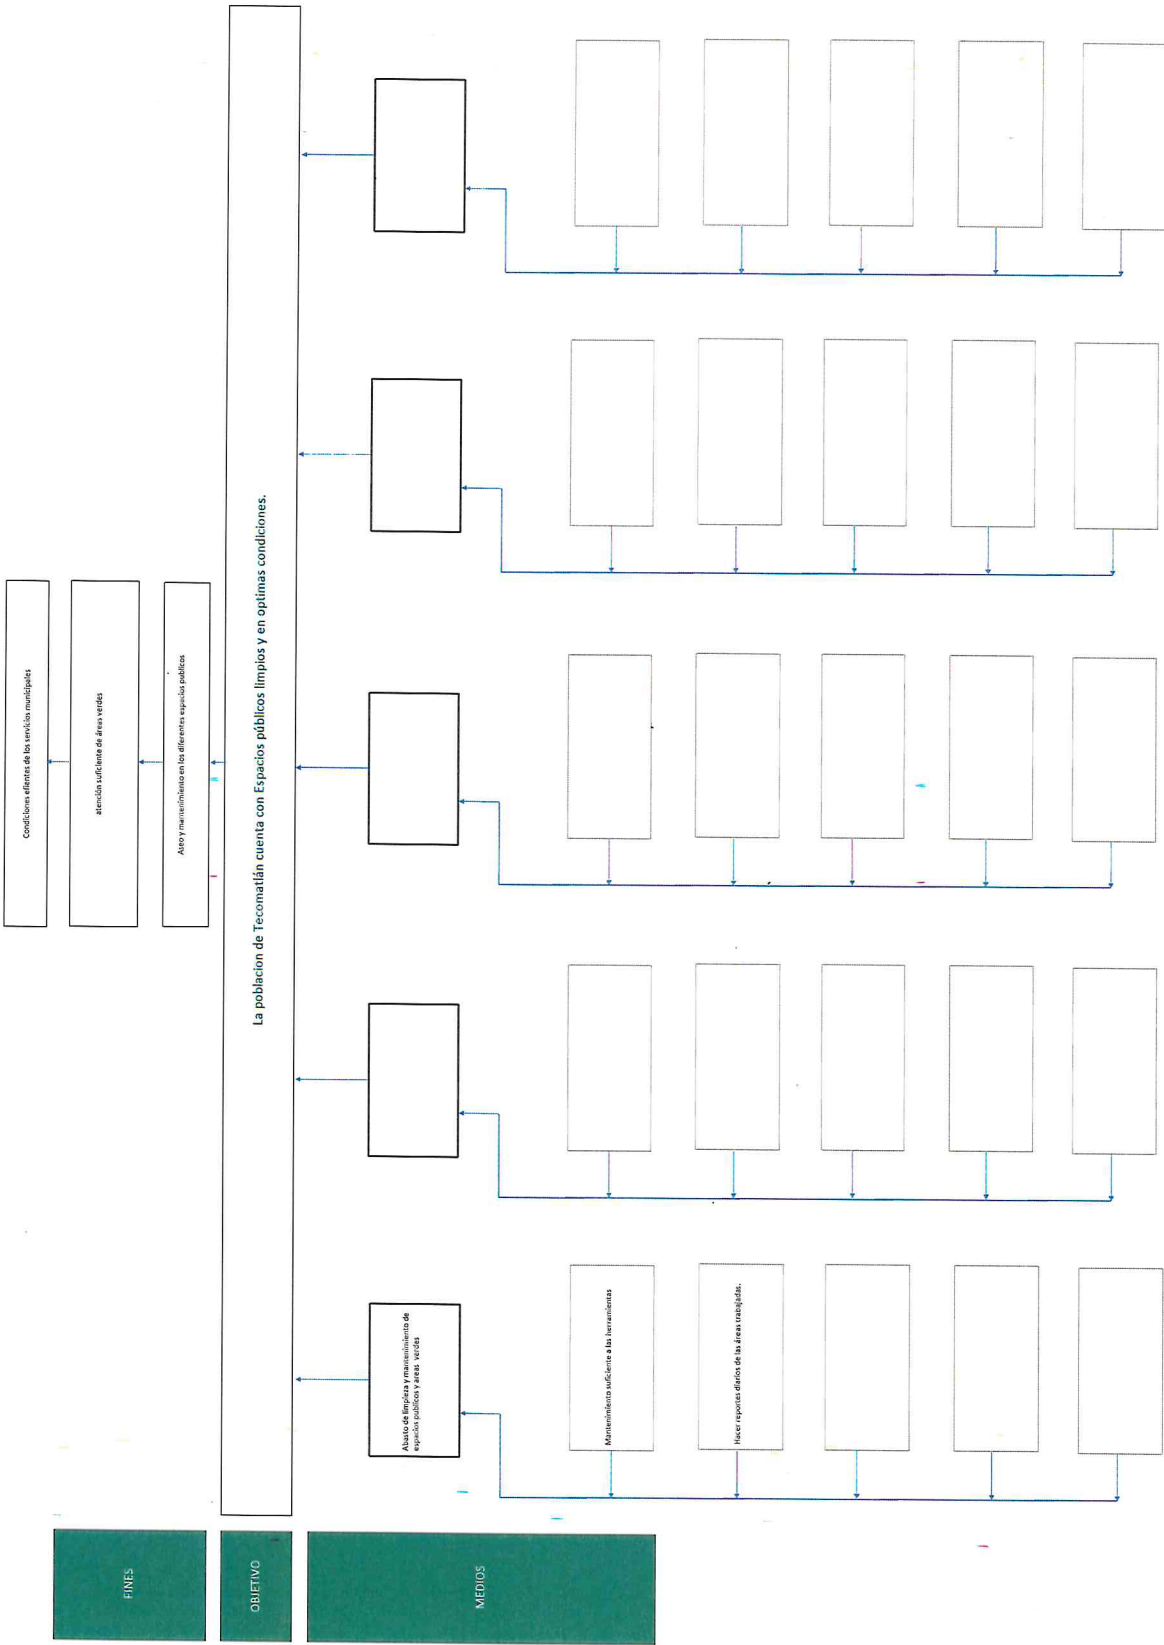 FINES
Condiciones efientes de los servicios municipales
atención suficiente de áreas verdes
Aseo y mantenimiento en los diferentes espacios publicos
OBJETIVO
La poblacion de Tecomatlán cuenta con Espacios públicos limpios y en optimas condiciones.
MEDIOS
Abasto de limpieza y mantenimiento de
espacios publicos y areas verdes
Mantenimiento suficiente a las herramientas
Hacer reportes diarios de las áreas trabajadas.